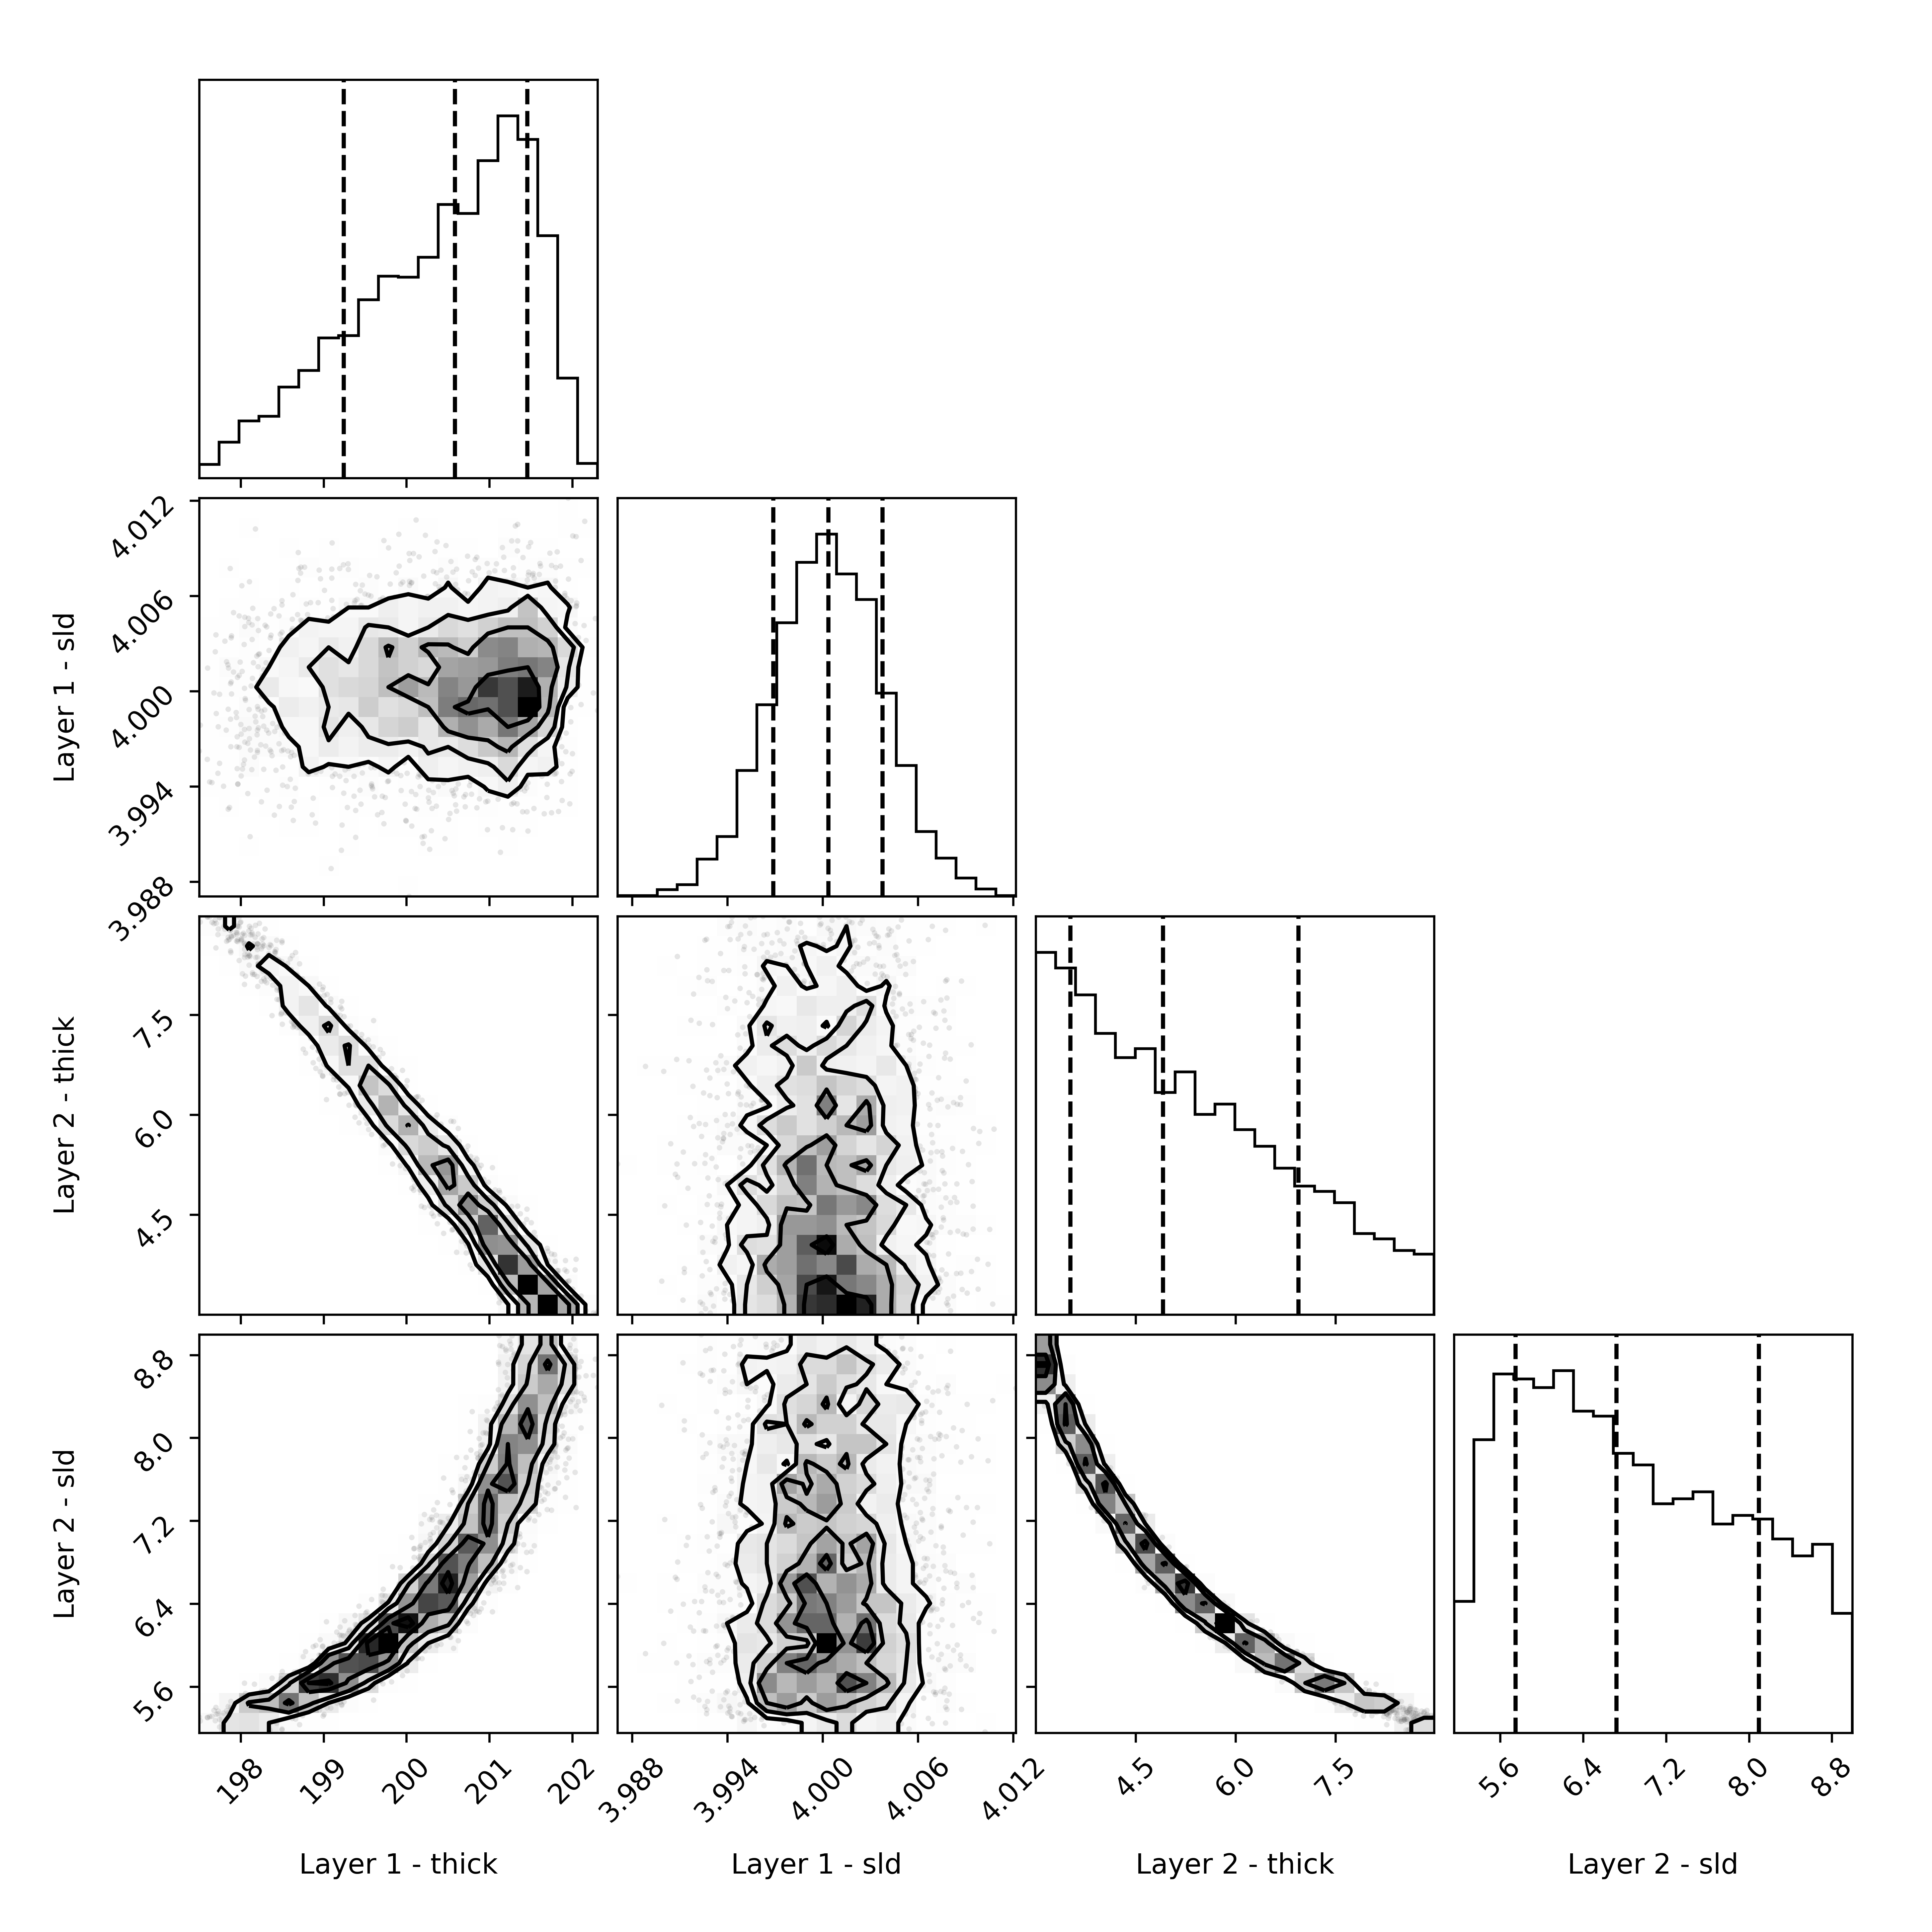 4.012
4.006
4.000
3.994
3.988
Layer 1 - sld
7.5
6.0
4.5
Layer 2 - thick
8.8
8.0
7.2
6.4
5.6
Layer 2 - sld
198 199 200 201 202
3.988 3.994 4.000 4.006 4.012
4.5 6.0 7.5
5.6 6.4 7.2 8.0 8.8
Layer 1 - thick
Layer 1 - sld
Layer 2 - thick
Layer 2 - sld